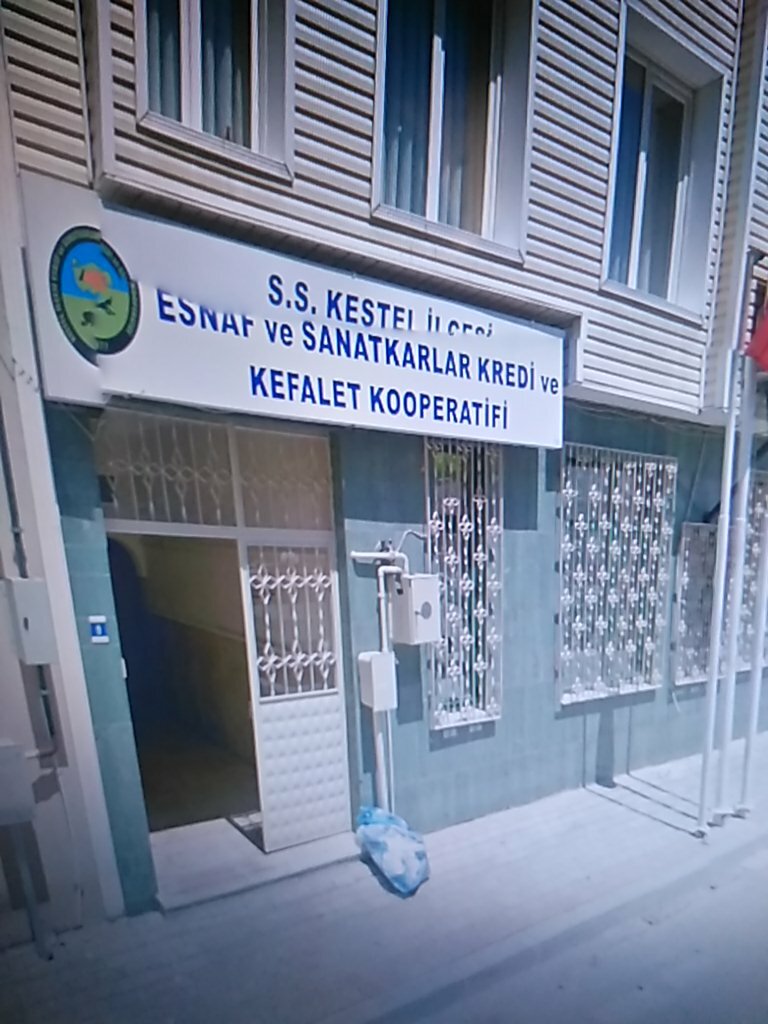 S.S. KESTEL İLÇESİ
ESNAF ve SANATKARLAR KREDİ ve
KEFALET KOOPERATİFİ